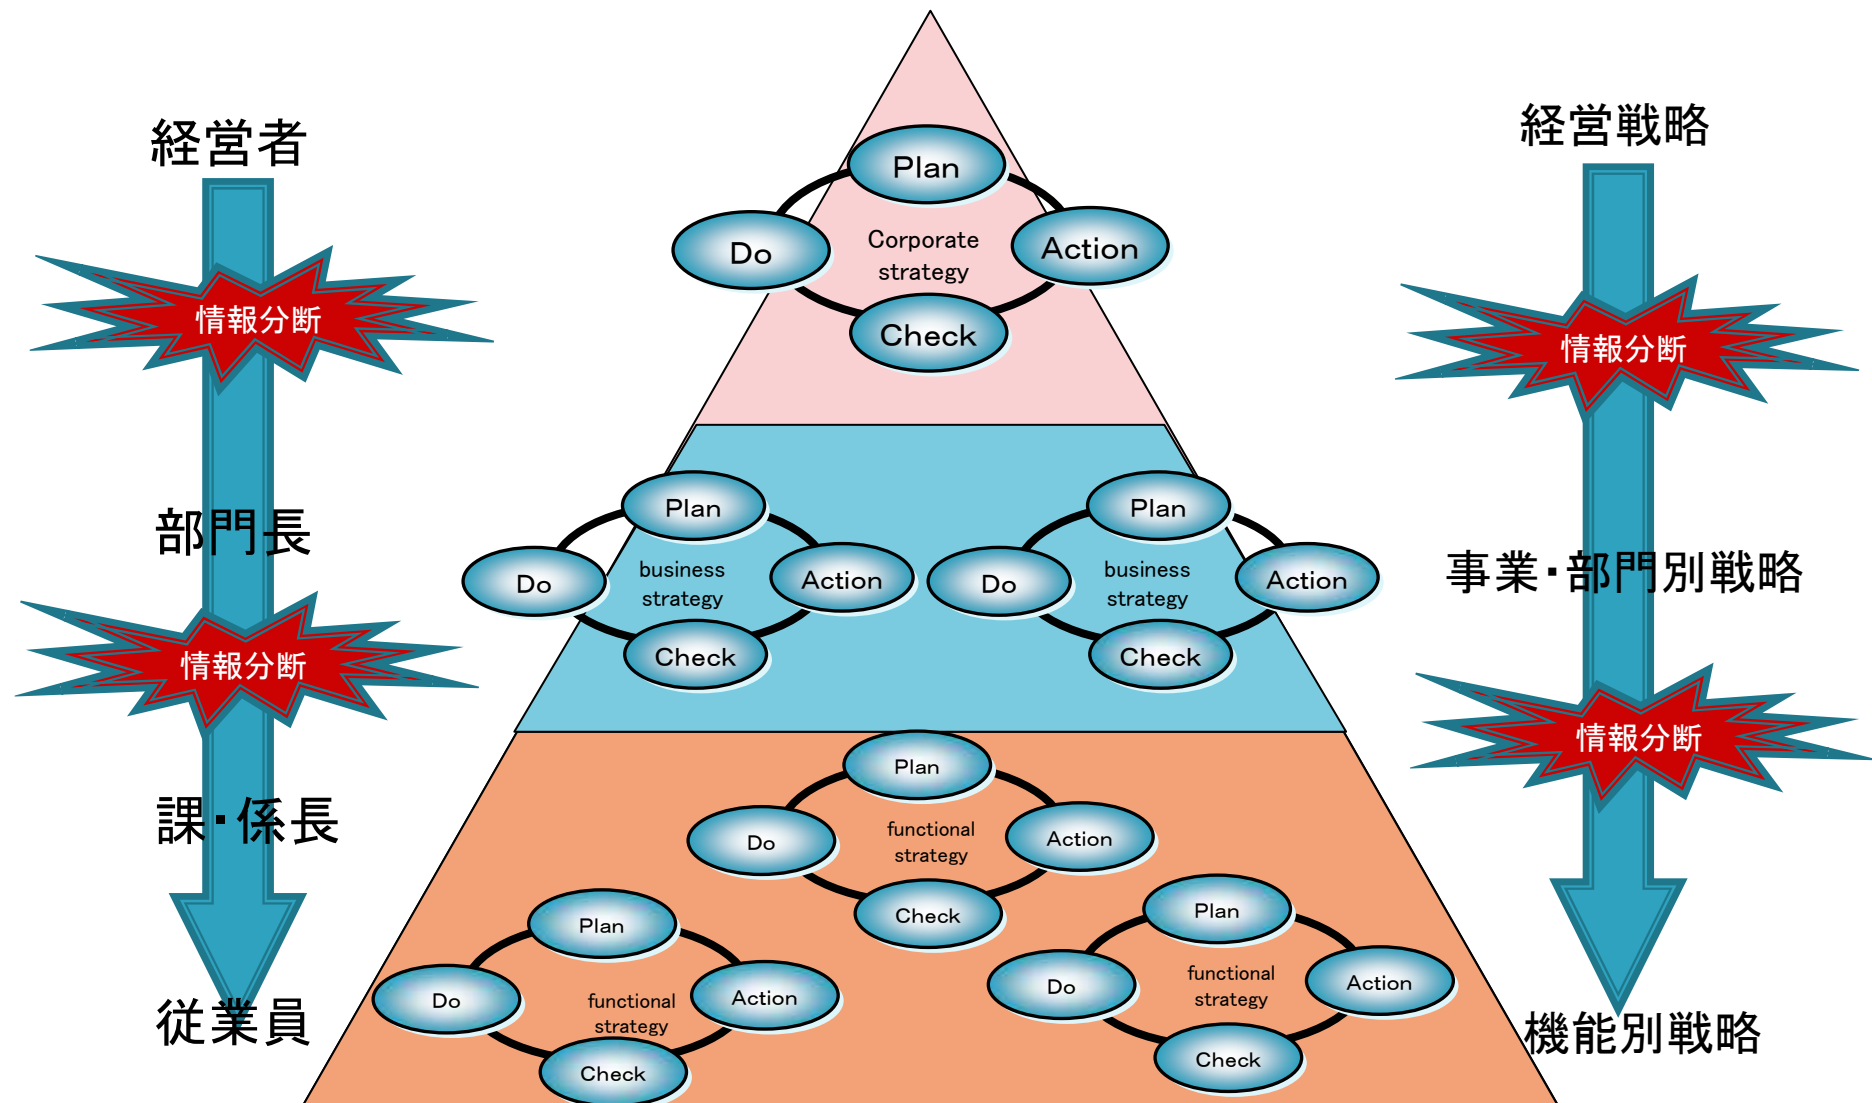 経営者
情報分断
部門長
情報分断
課・係長
従業員
Plan
Do
Corporate
strategy
Action
Check
Plan
Do
business
strategy
Action
Check
Plan
Do
business
strategy
Action
Check
Plan
Do
functional
strategy
Action
Check
Plan
Do
functional
strategy
Action
Check
Plan
Do
functional
strategy
Action
Check
経営戦略
情報分断
事業・部門別戦略
情報分断
機能別戦略